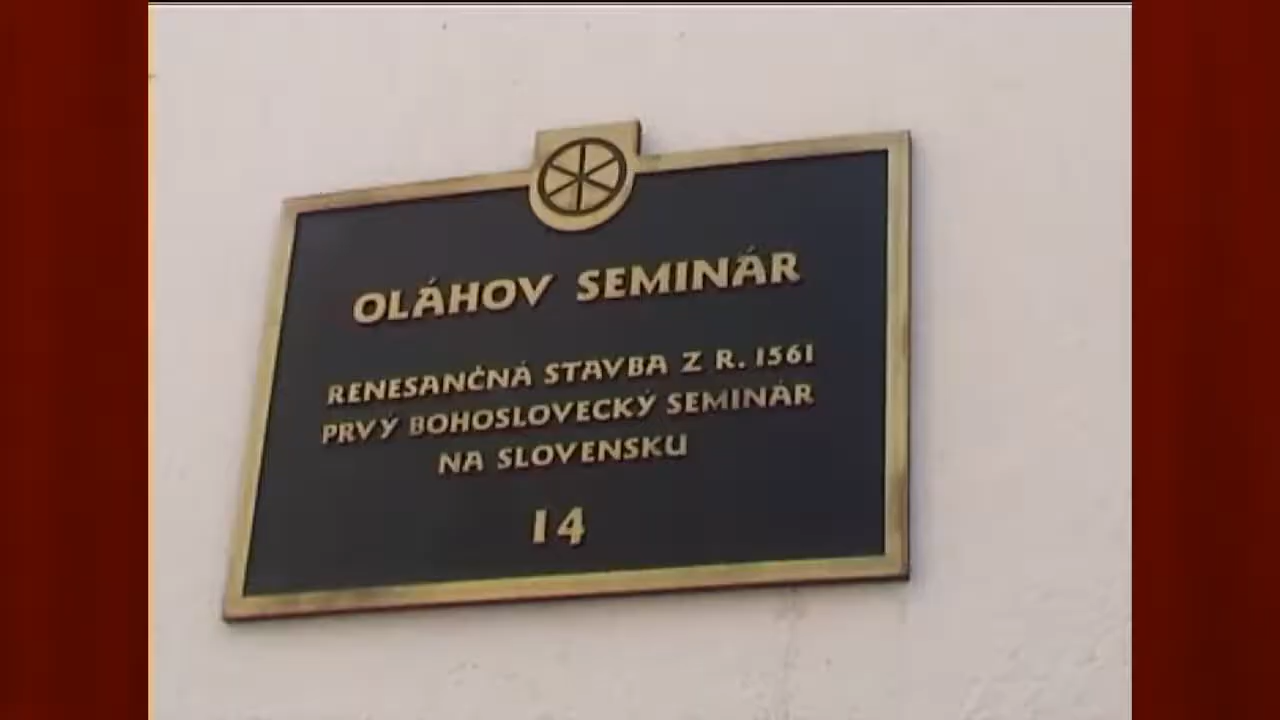 OLÁHOV SEMINÁR
RENESANČNÁ STAVBA Z R. 1561
PRVÝ BOHOSLOVECKÝ SEMINÁR
NA SLOVENSKU
14